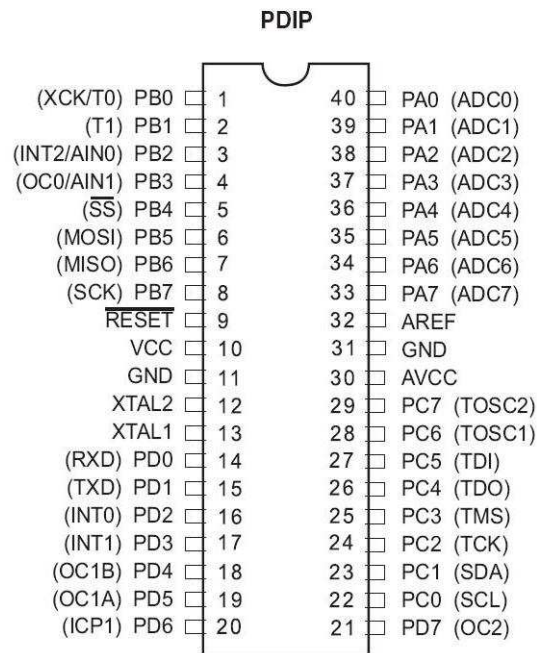 PDIP
(XCK/T0) PB0 1 40 PA0 (ADC0)
(T1) PB1 2 39 PA1 (ADC1)
(INT2/AIN0) PB2 3 38 PA2 (ADC2)
(OC0/AIN1) PB3 4 37 PA3 (ADC3)
(SS) PB4 5 36 PA4 (ADC4)
(MOSI) PB5 6 35 PA5 (ADC5)
(MISO) PB6 7 34 PA6 (ADC6)
(SCK) PB7 8 33 PA7 (ADC7)
RESET 9 32 AREF
VCC 10 31 GND
GND 11 30 AVCC
XTAL2 12 29 PC7 (TOSC2)
XTAL1 13 28 PC6 (TOSC1)
(RXD) PD0 14 27 PC5 (TDI)
(TXD) PD1 15 26 PC4 (TDO)
(INT0) PD2 16 25 PC3 (TMS)
(INT1) PD3 17 24 PC2 (TCK)
(OC1B) PD4 18 23 PC1 (SDA)
(OC1A) PD5 19 22 PC0 (SCL)
(ICP1) PD6 20 21 PD7 (OC2)